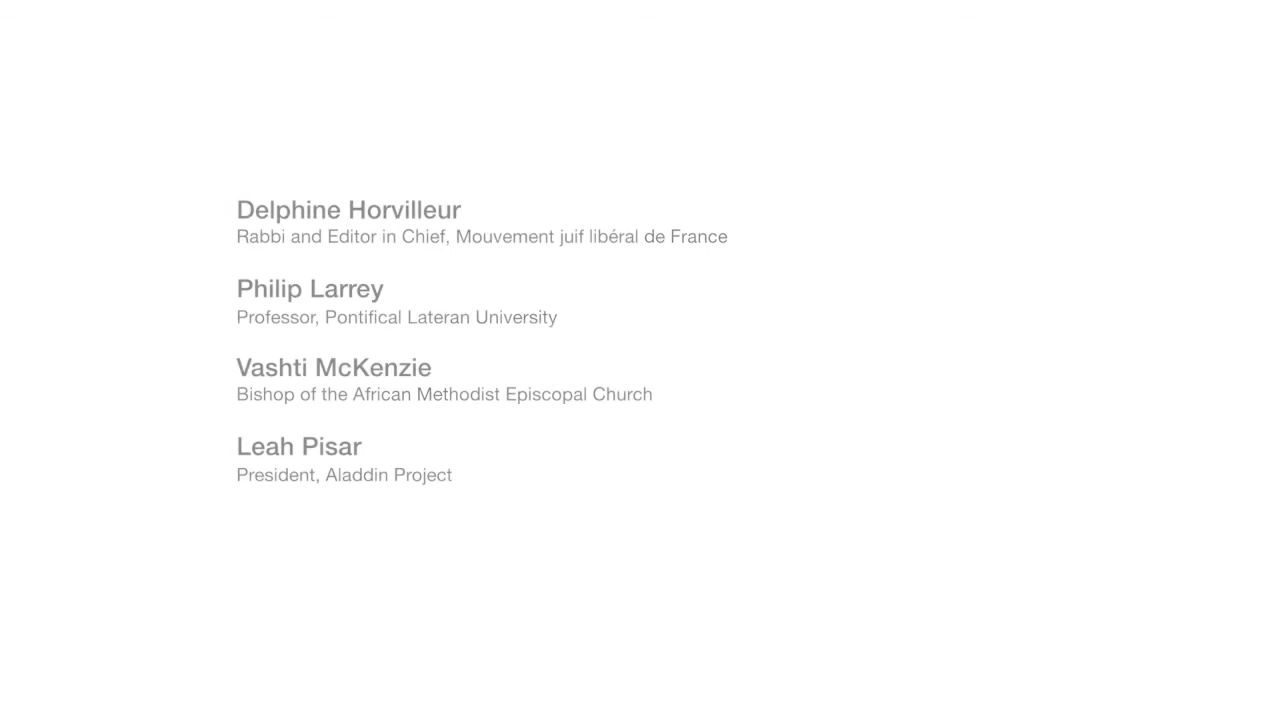 Delphine Horvilleur
Rabbi and Editor in Chief, Mouvement juif libéral de France
Philip Larrey
Professor, Pontifical Lateran University
Vashti McKenzie
Bishop of the African Methodist Episcopal Church
Leah Pisar
President, Aladdin Project